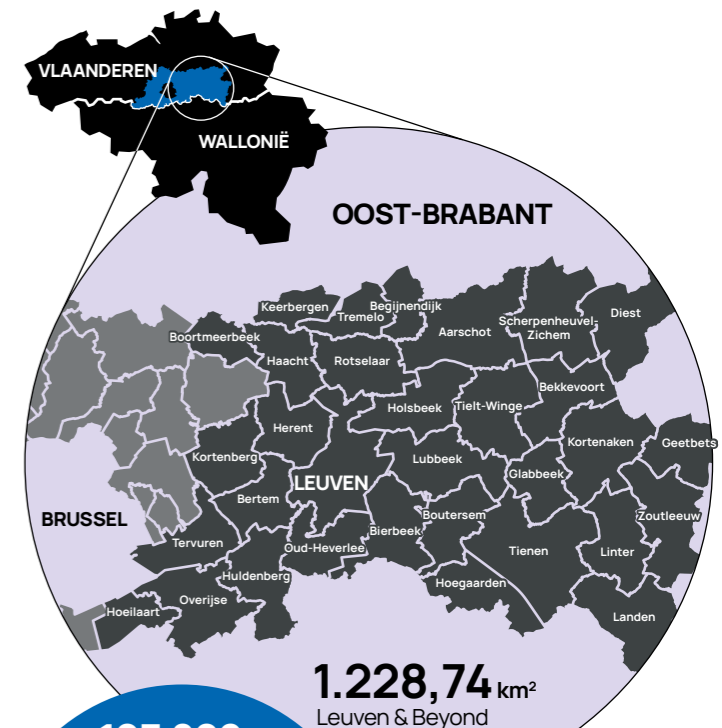 VLAANDEREN
WALLONIË
OOST-BRABANT
Keerbergen
Tremelo
Begijnendijk
Boortmeerbeek
Aarschot
Scherpenheuvel-
Zichem
Diest
Haacht
Rotselaar
Bekkevoort
Holsbeek
Tielt-Winge
Herent
Kortenaken
Geetbets
Kortenberg
Lubbeek
Glabbeek
LEUVEN
Bertem
BRUSSEL
Boutersem
Zoutleeuw
Bierbeek
Tervuren
Oud-Heverlee
Tienen
Linter
Huldenberg
Hoegaarden
Overijse
Hoeilaart
Landen
1.228,74 km²
Leuven & Beyond